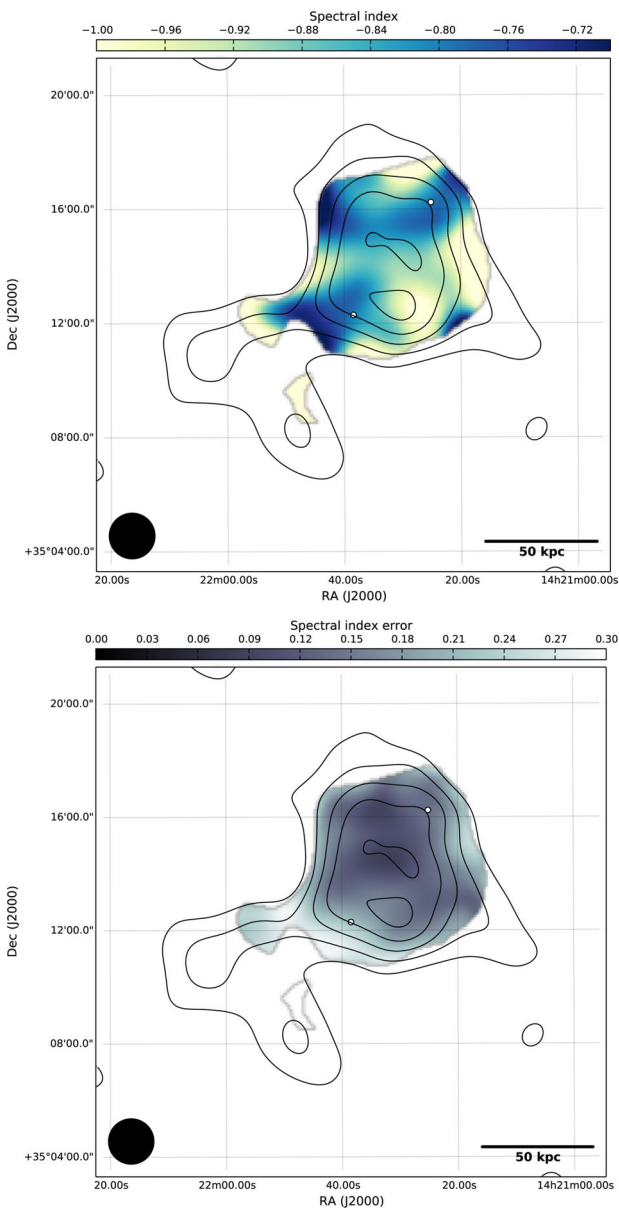 Spectral index
−1.00 −0.96 −0.92 −0.88 −0.84 −0.80 −0.76 −0.72
20'00.0"
16'00.0"
12'00.0"
08'00.0"
+35°04'00.0"
Dec (J2000)
50 kpc
20.00s 22m00.00s 40.00s 20.00s 14h21m00.00s
RA (J2000)
Spectral index error
0.00 0.03 0.06 0.09 0.12 0.15 0.18 0.21 0.24 0.27 0.30
20'00.0"
16'00.0"
12'00.0"
08'00.0"
+35°04'00.0"
Dec (J2000)
50 kpc
20.00s 22m00.00s 40.00s 20.00s 14h21m00.00s
RA (J2000)